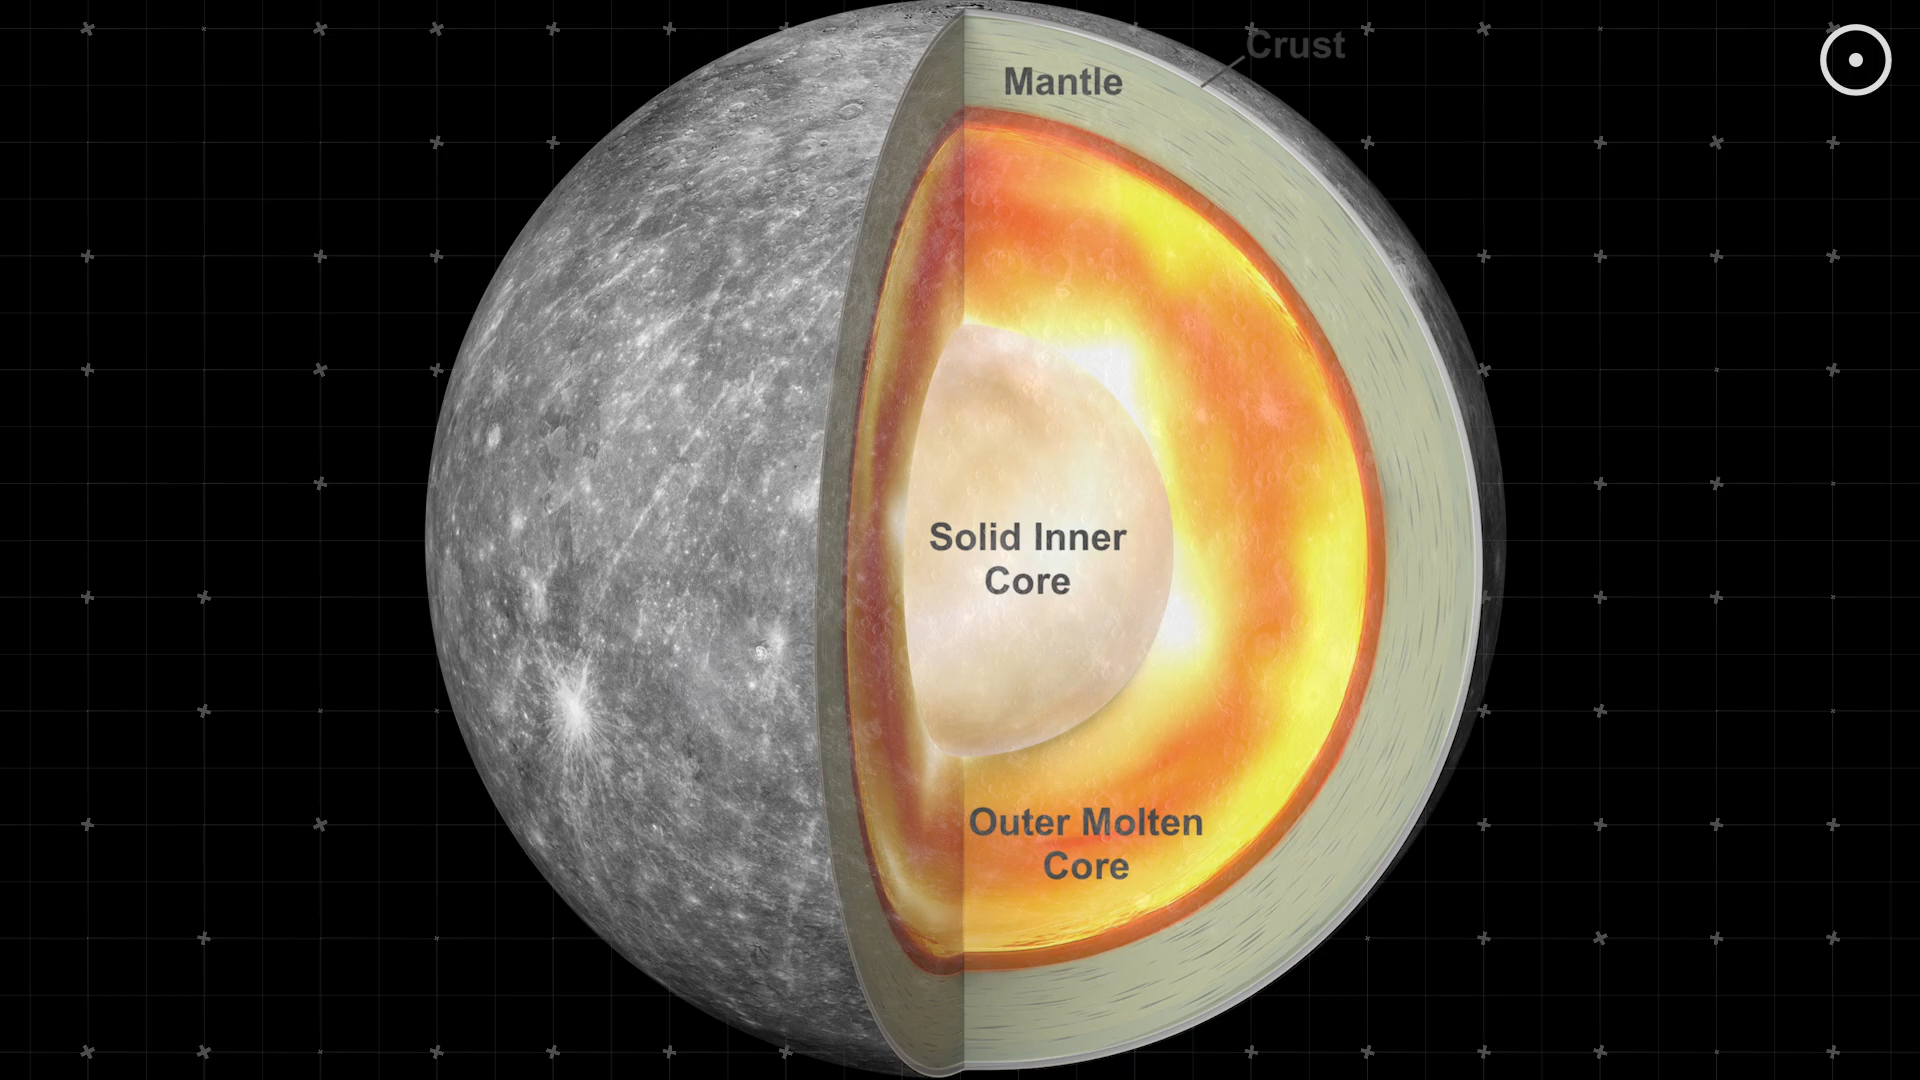 Crust
Mantle
Solid Inner
Core
Outer Molten
Core